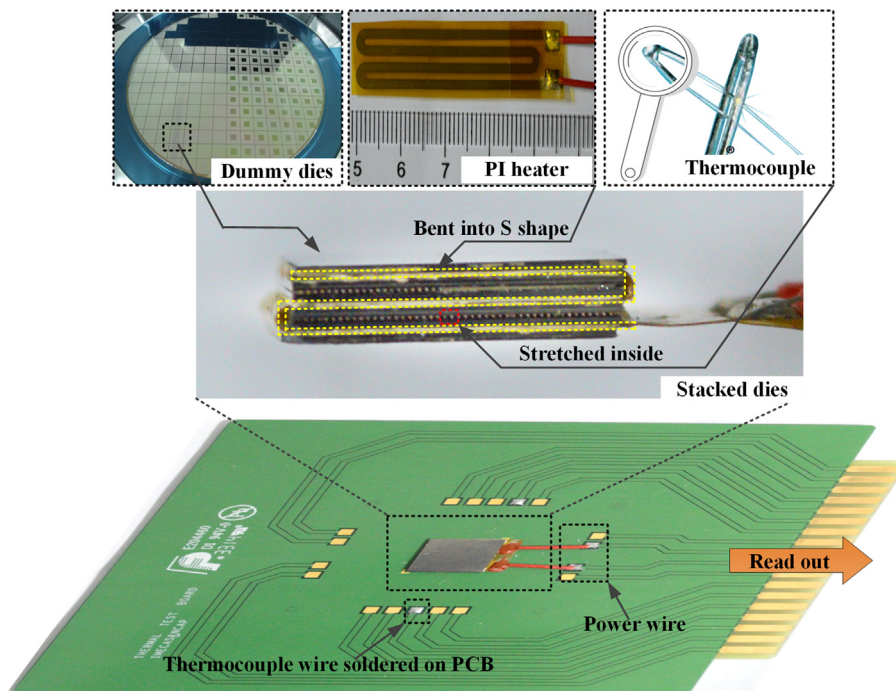 Dummy dies
5 6 7
PI heater
®
Thermocouple
Bent into S shape
Stretched inside
Stacked dies
E204460
THERMAL TEST BOARD
Read out
Power wire
Thermocouple wire soldered on PCB